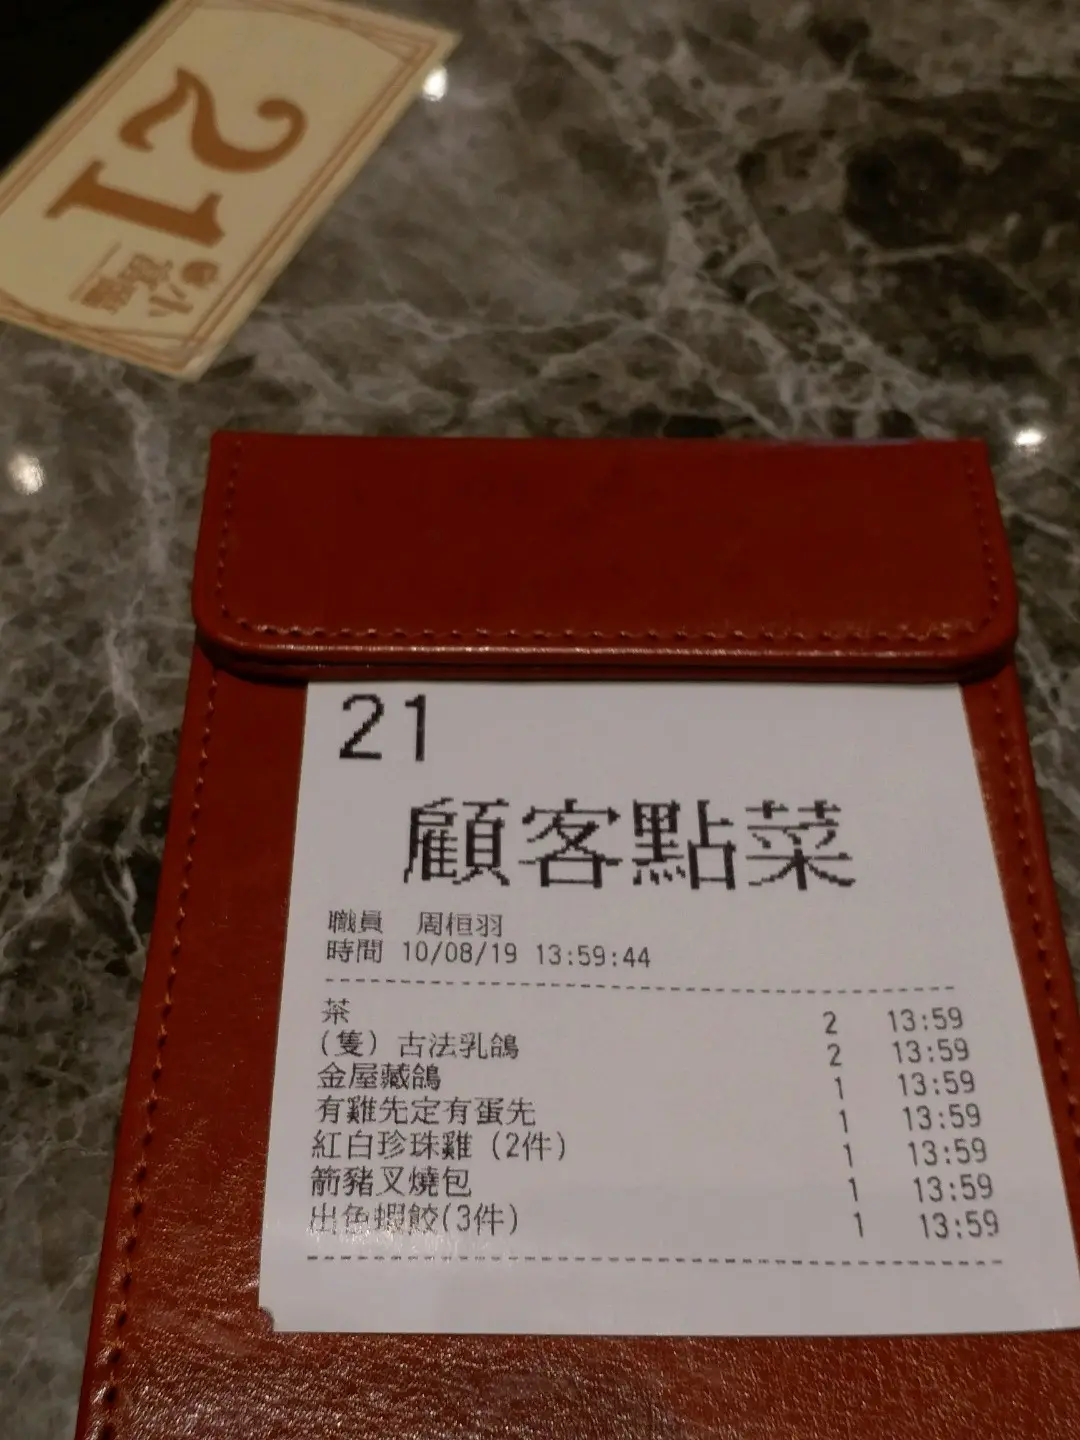 21
21
顧客點菜
職員 周桓羽
時間 10/08/19 13:59:44
茶 2 13:59
(隻) 古法乳鴿 2 13:59
金屋藏鴿 1 13:59
有雞先定有蛋先 1 13:59
紅白珍珠雞 (2件) 1 13:59
箭豬叉燒包 1 13:59
出色蝦餃(3件) 1 13:59